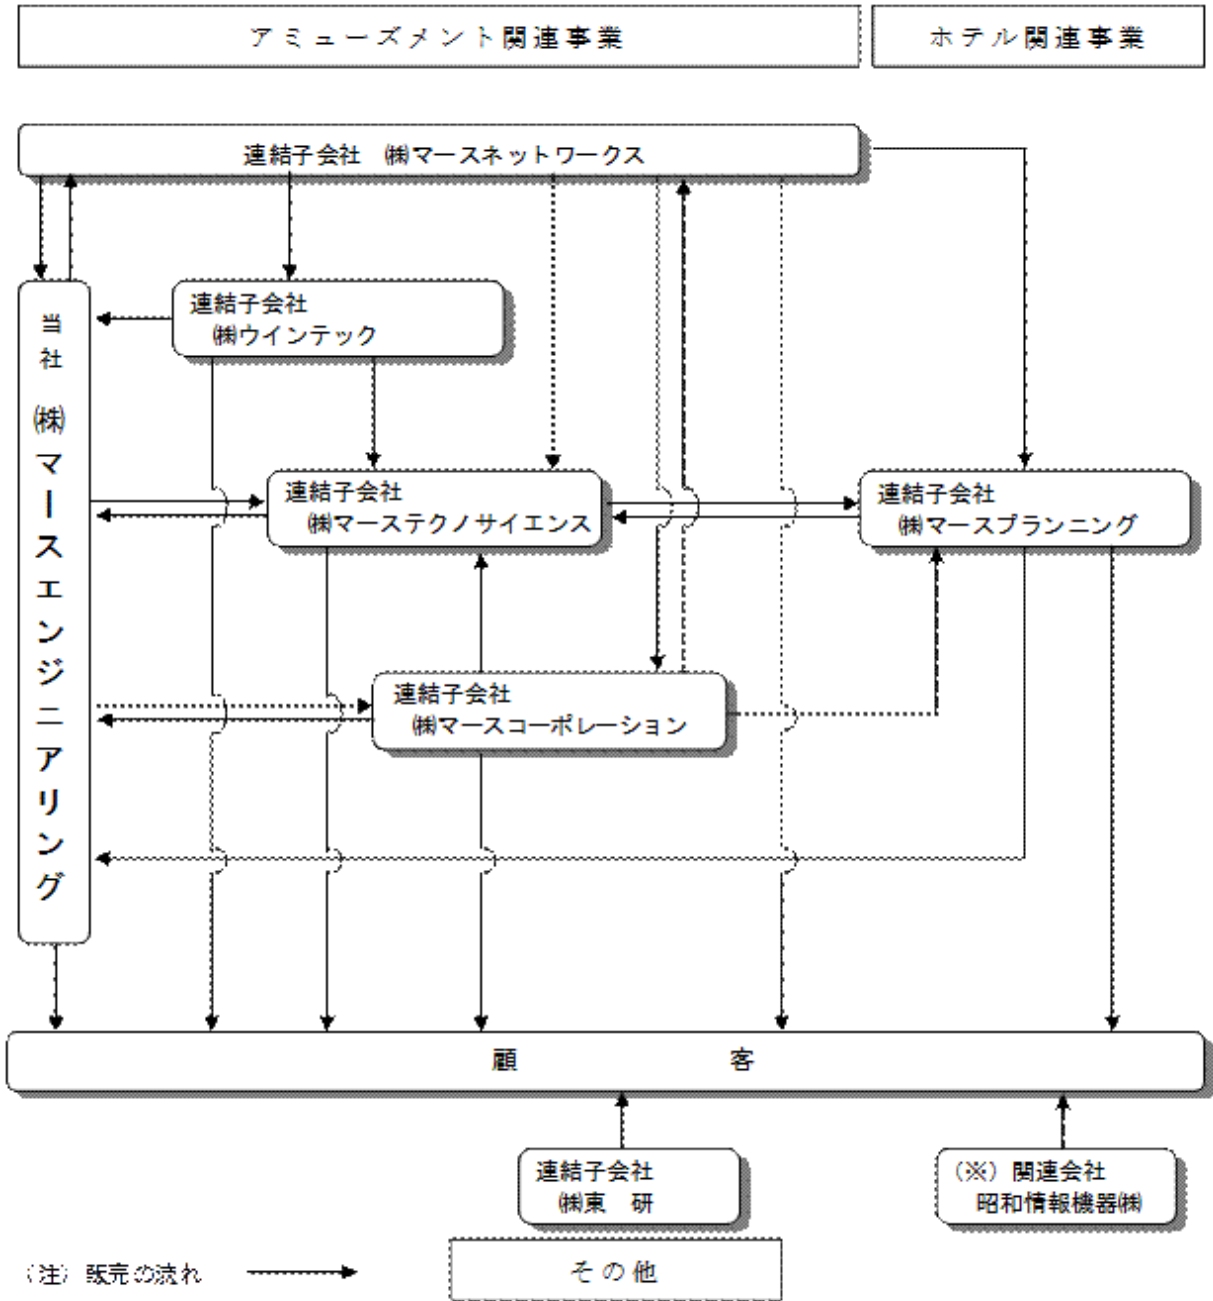 アミューズメント関連事業
ホテル関連事業
連結子会社 ㈱マースネットワークス
連結子会社
㈱ウインテック
当社 ㈱マースエンジニアリング
連結子会社
㈱マーステクノサイエンス
連結子会社
㈱マースプランニング
連結子会社
㈱マースコーポレーション
顧 客
連結子会社
㈱東 研
(※) 関連会社
昭和情報機器㈱
(注) 販売の流れ
その他